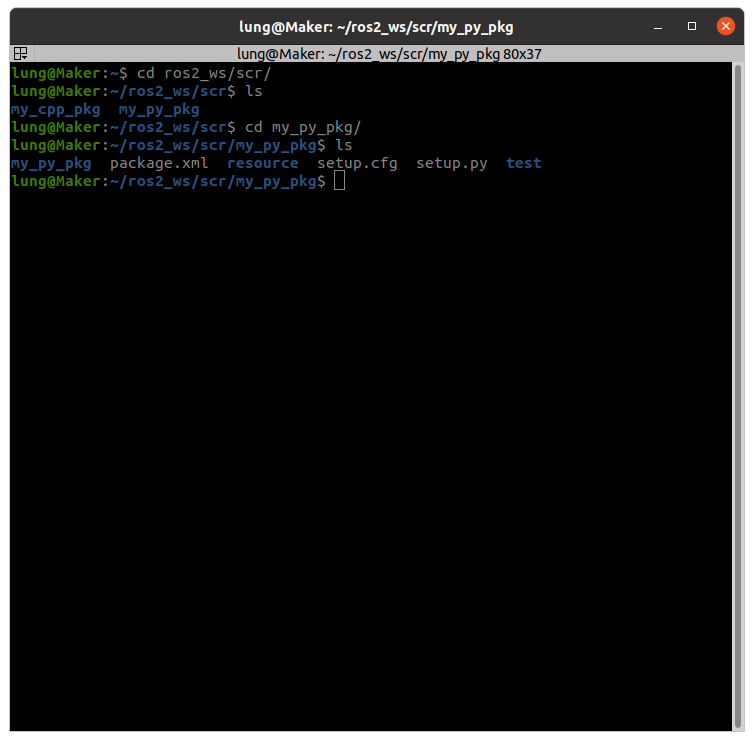 lung@Maker: ~/ros2_ws/scr/my_py_pkg
lung@Maker: ~/ros2_ws/scr/my_py_pkg 80x37
lung@Maker:~$ cd ros2_ws/scr/
lung@Maker:~/ros2_ws/scr$ ls
my_cpp_pkg  my_py_pkg
lung@Maker:~/ros2_ws/scr$ cd my_py_pkg/
lung@Maker:~/ros2_ws/scr/my_py_pkg$ ls
my_py_pkg  package.xml  resource  setup.cfg  setup.py  test
lung@Maker:~/ros2_ws/scr/my_py_pkg$